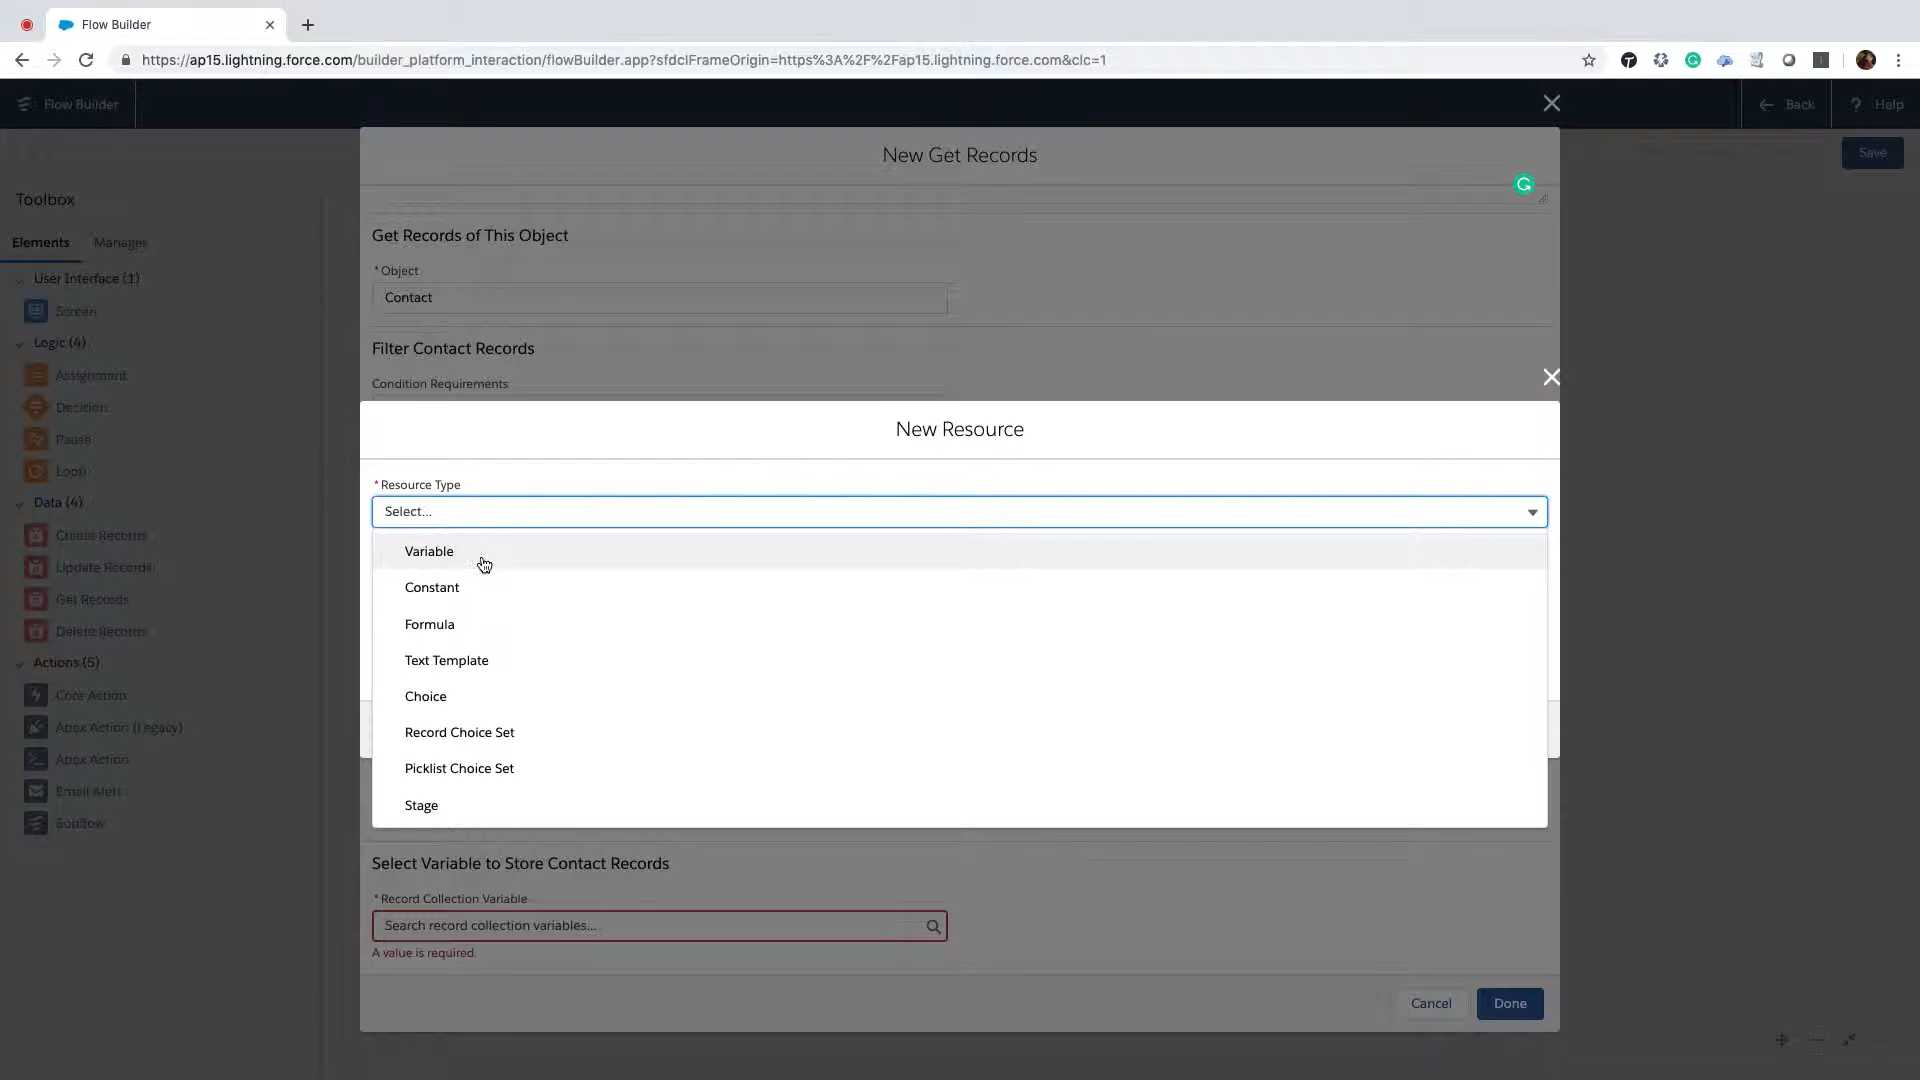 Flow Builder
https://ap15.lightning.force.com/builder_platform_interaction/flowBuilder.app?sfdcIFrameOrigin=https%3A%2F%2Fap15.lightning.force.com&clc=1
Flow Builder
Back
? Help
New Get Records
Save
Toolbox
Elements
Manager
Get Records of This Object
User Interface (1)
* Object
Screen
Contact
Logic (4)
Filter Contact Records
Assignment
Condition Requirements
Decision
Pause
New Resource
Loop
* Resource Type
Data (4)
Select...
Create Records
Variable
Update Records
Constant
Get Records
Formula
Delete Records
Text Template
Actions (5)
Choice
Core Action
Record Choice Set
Apex Action (Legacy)
Picklist Choice Set
Apex Action
Stage
Email Alert
Select Variable to Store Contact Records
* Record Collection Variable
Search record collection variables...
A value is required.
Cancel
Done